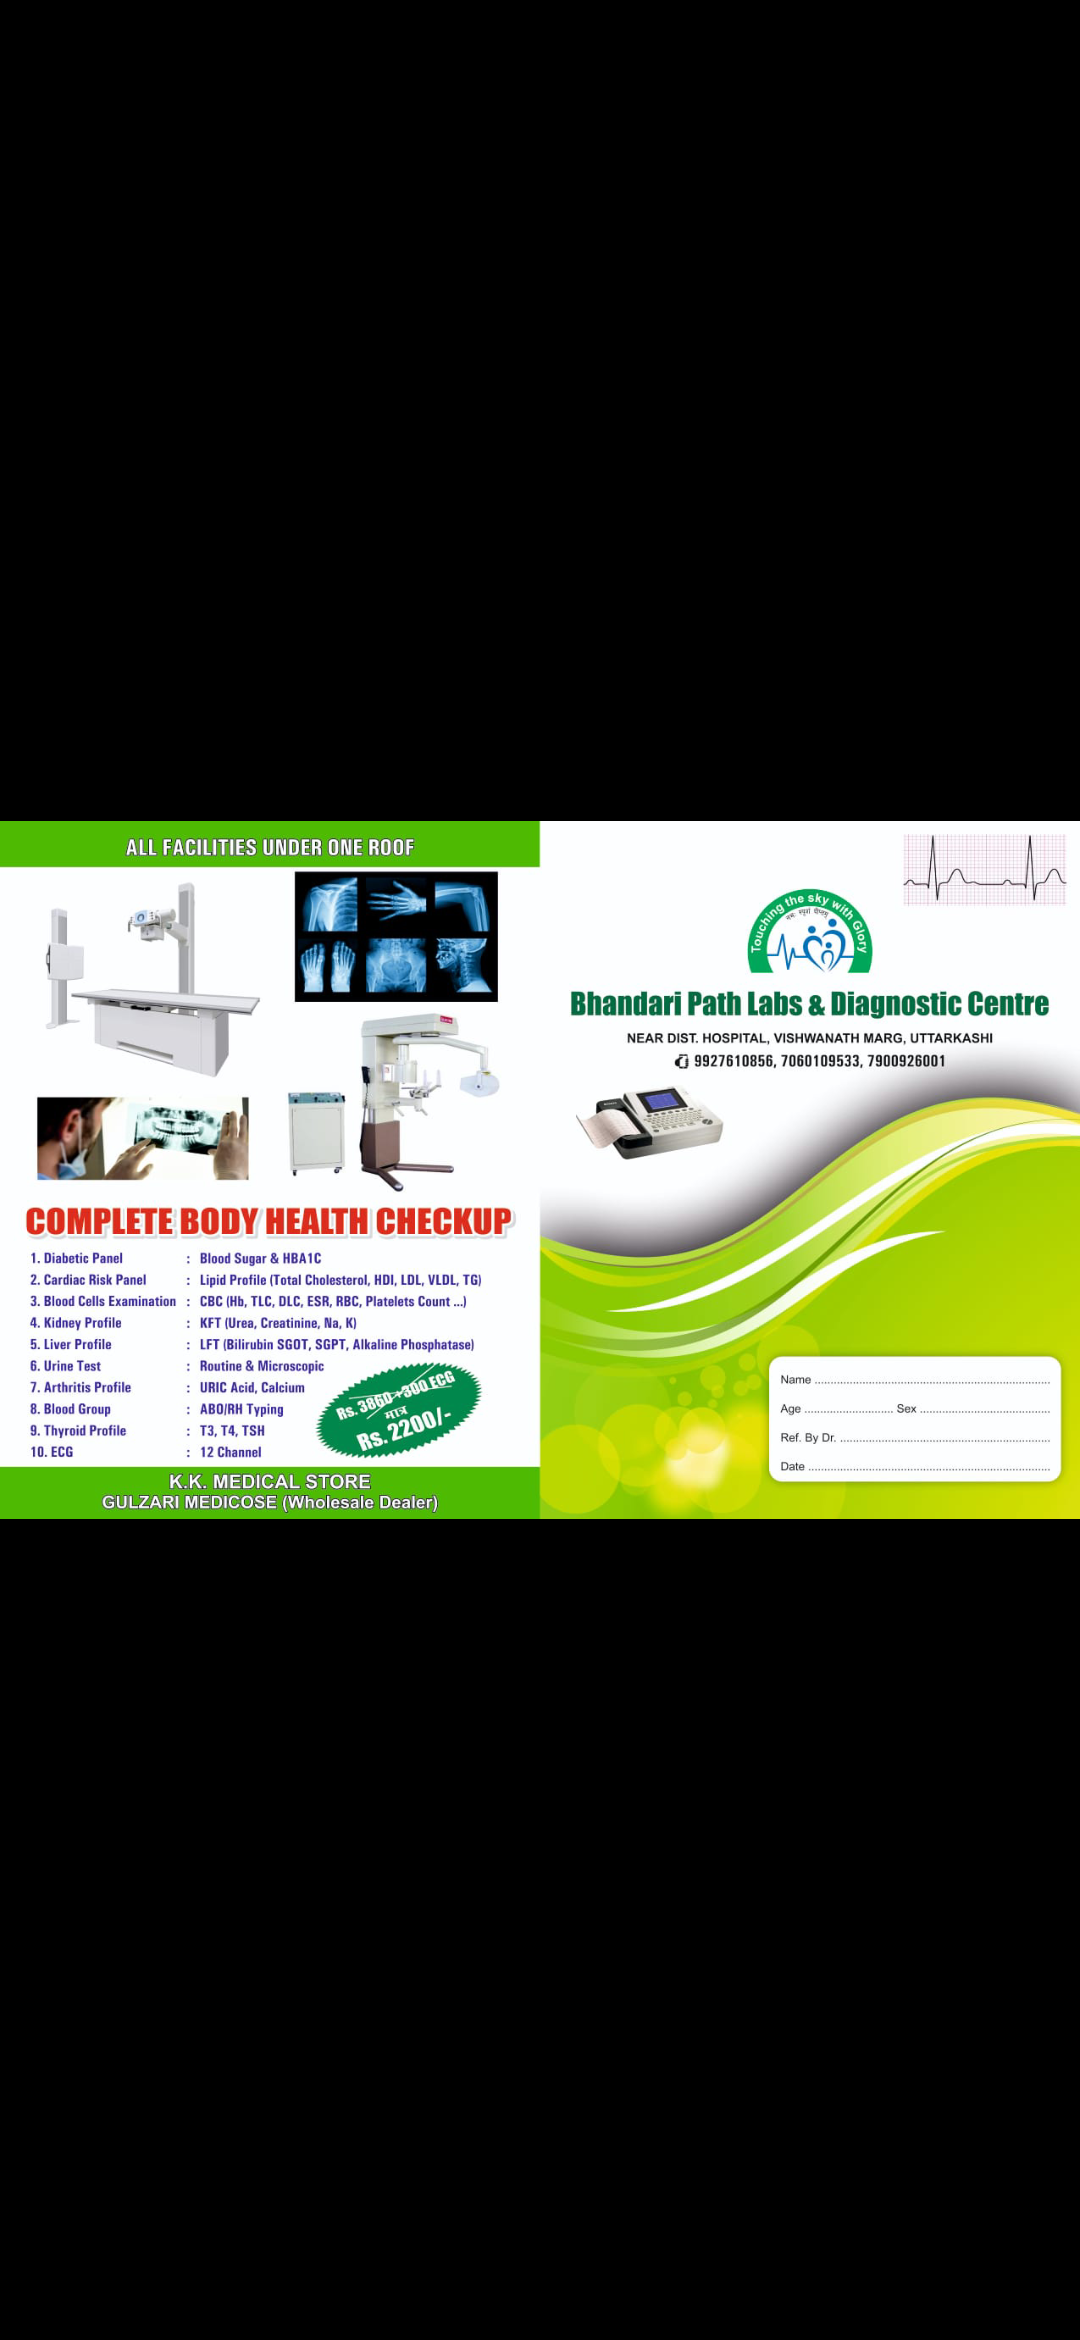 ALL FACILITIES UNDER ONE ROOF
COMPLETE BODY HEALTH CHECKUP
1. Diabetic Panel : Blood Sugar & HBA1C
2. Cardiac Risk Panel : Lipid Profile (Total Cholesterol, HDI, LDL, VLDL, TG)
3. Blood Cells Examination : CBC (Hb, TLC, DLC, ESR, RBC, Platelets Count ...)
4. Kidney Profile : KFT (Urea, Creatinine, Na, K)
5. Liver Profile : LFT (Bilirubin SGOT, SGPT, Alkaline Phosphatase)
6. Urine Test : Routine & Microscopic
7. Arthritis Profile : URIC Acid, Calcium
8. Blood Group : ABO/RH Typing
9. Thyroid Profile : T3, T4, TSH
10. ECG : 12 Channel
Rs. 3860 +300 ECG
मात्र
Rs. 2200/-
K.K. MEDICAL STORE
GULZARI MEDICOSE (Wholesale Dealer)
Touching the sky with Glory
नभः स्पृशं दीप्तम्
Bhandari Path Labs & Diagnostic Centre
NEAR DIST. HOSPITAL, VISHWANATH MARG, UTTARKASHI
9927610856, 7060109533, 7900926001
Name ..........
Age .......... Sex ..........
Ref. By Dr. ..........
Date ..........